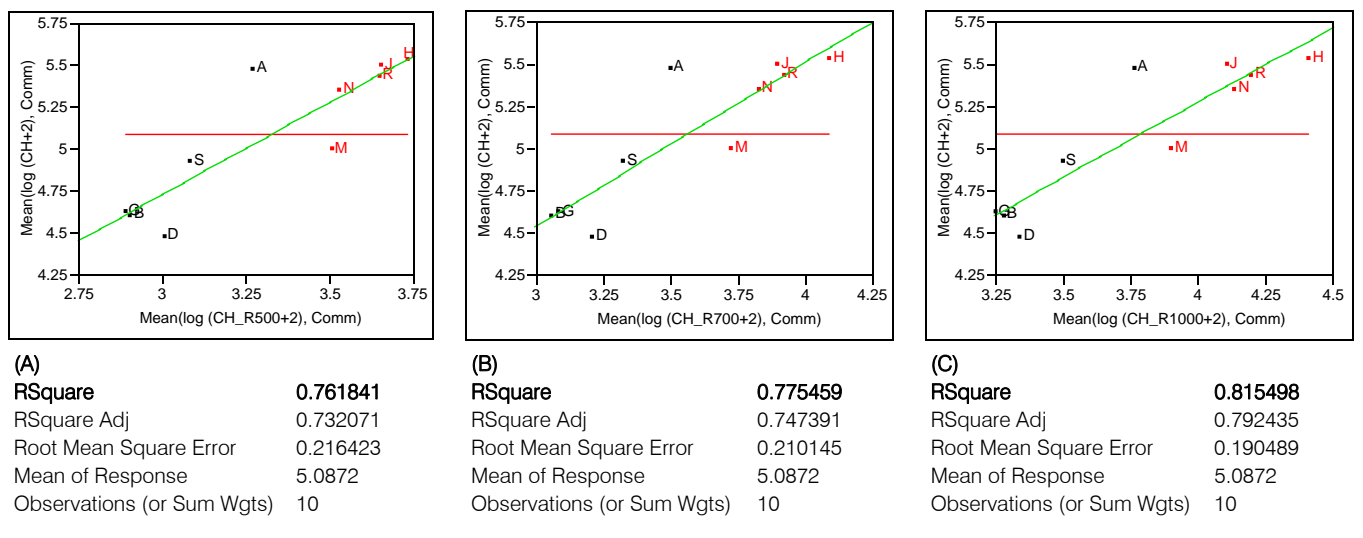 5.75
5.5
5.25
5
4.75
4.5
4.25
Mean(log (CH+2), Comm)
A
H
J
R
N
M
S
G
B
D
2.75 3 3.25 3.5 3.75
Mean(log (CH_R500+2), Comm)
(A)
RSquare 0.761841
RSquare Adj 0.732071
Root Mean Square Error 0.216423
Mean of Response 5.0872
Observations (or Sum Wgts) 10
5.75
5.5
5.25
5
4.75
4.5
4.25
Mean(log (CH+2), Comm)
A
J
H
R
N
M
S
B
G
D
3 3.25 3.5 3.75 4 4.25
Mean(log (CH_R700+2), Comm)
(B)
RSquare 0.775459
RSquare Adj 0.747391
Root Mean Square Error 0.210145
Mean of Response 5.0872
Observations (or Sum Wgts) 10
5.75
5.5
5.25
5
4.75
4.5
4.25
Mean(log (CH+2), Comm)
A
J
H
R
N
M
S
G
B
D
3.25 3.5 3.75 4 4.25 4.5
Mean(log (CH_R1000+2), Comm)
(C)
RSquare 0.815498
RSquare Adj 0.792435
Root Mean Square Error 0.190489
Mean of Response 5.0872
Observations (or Sum Wgts) 10